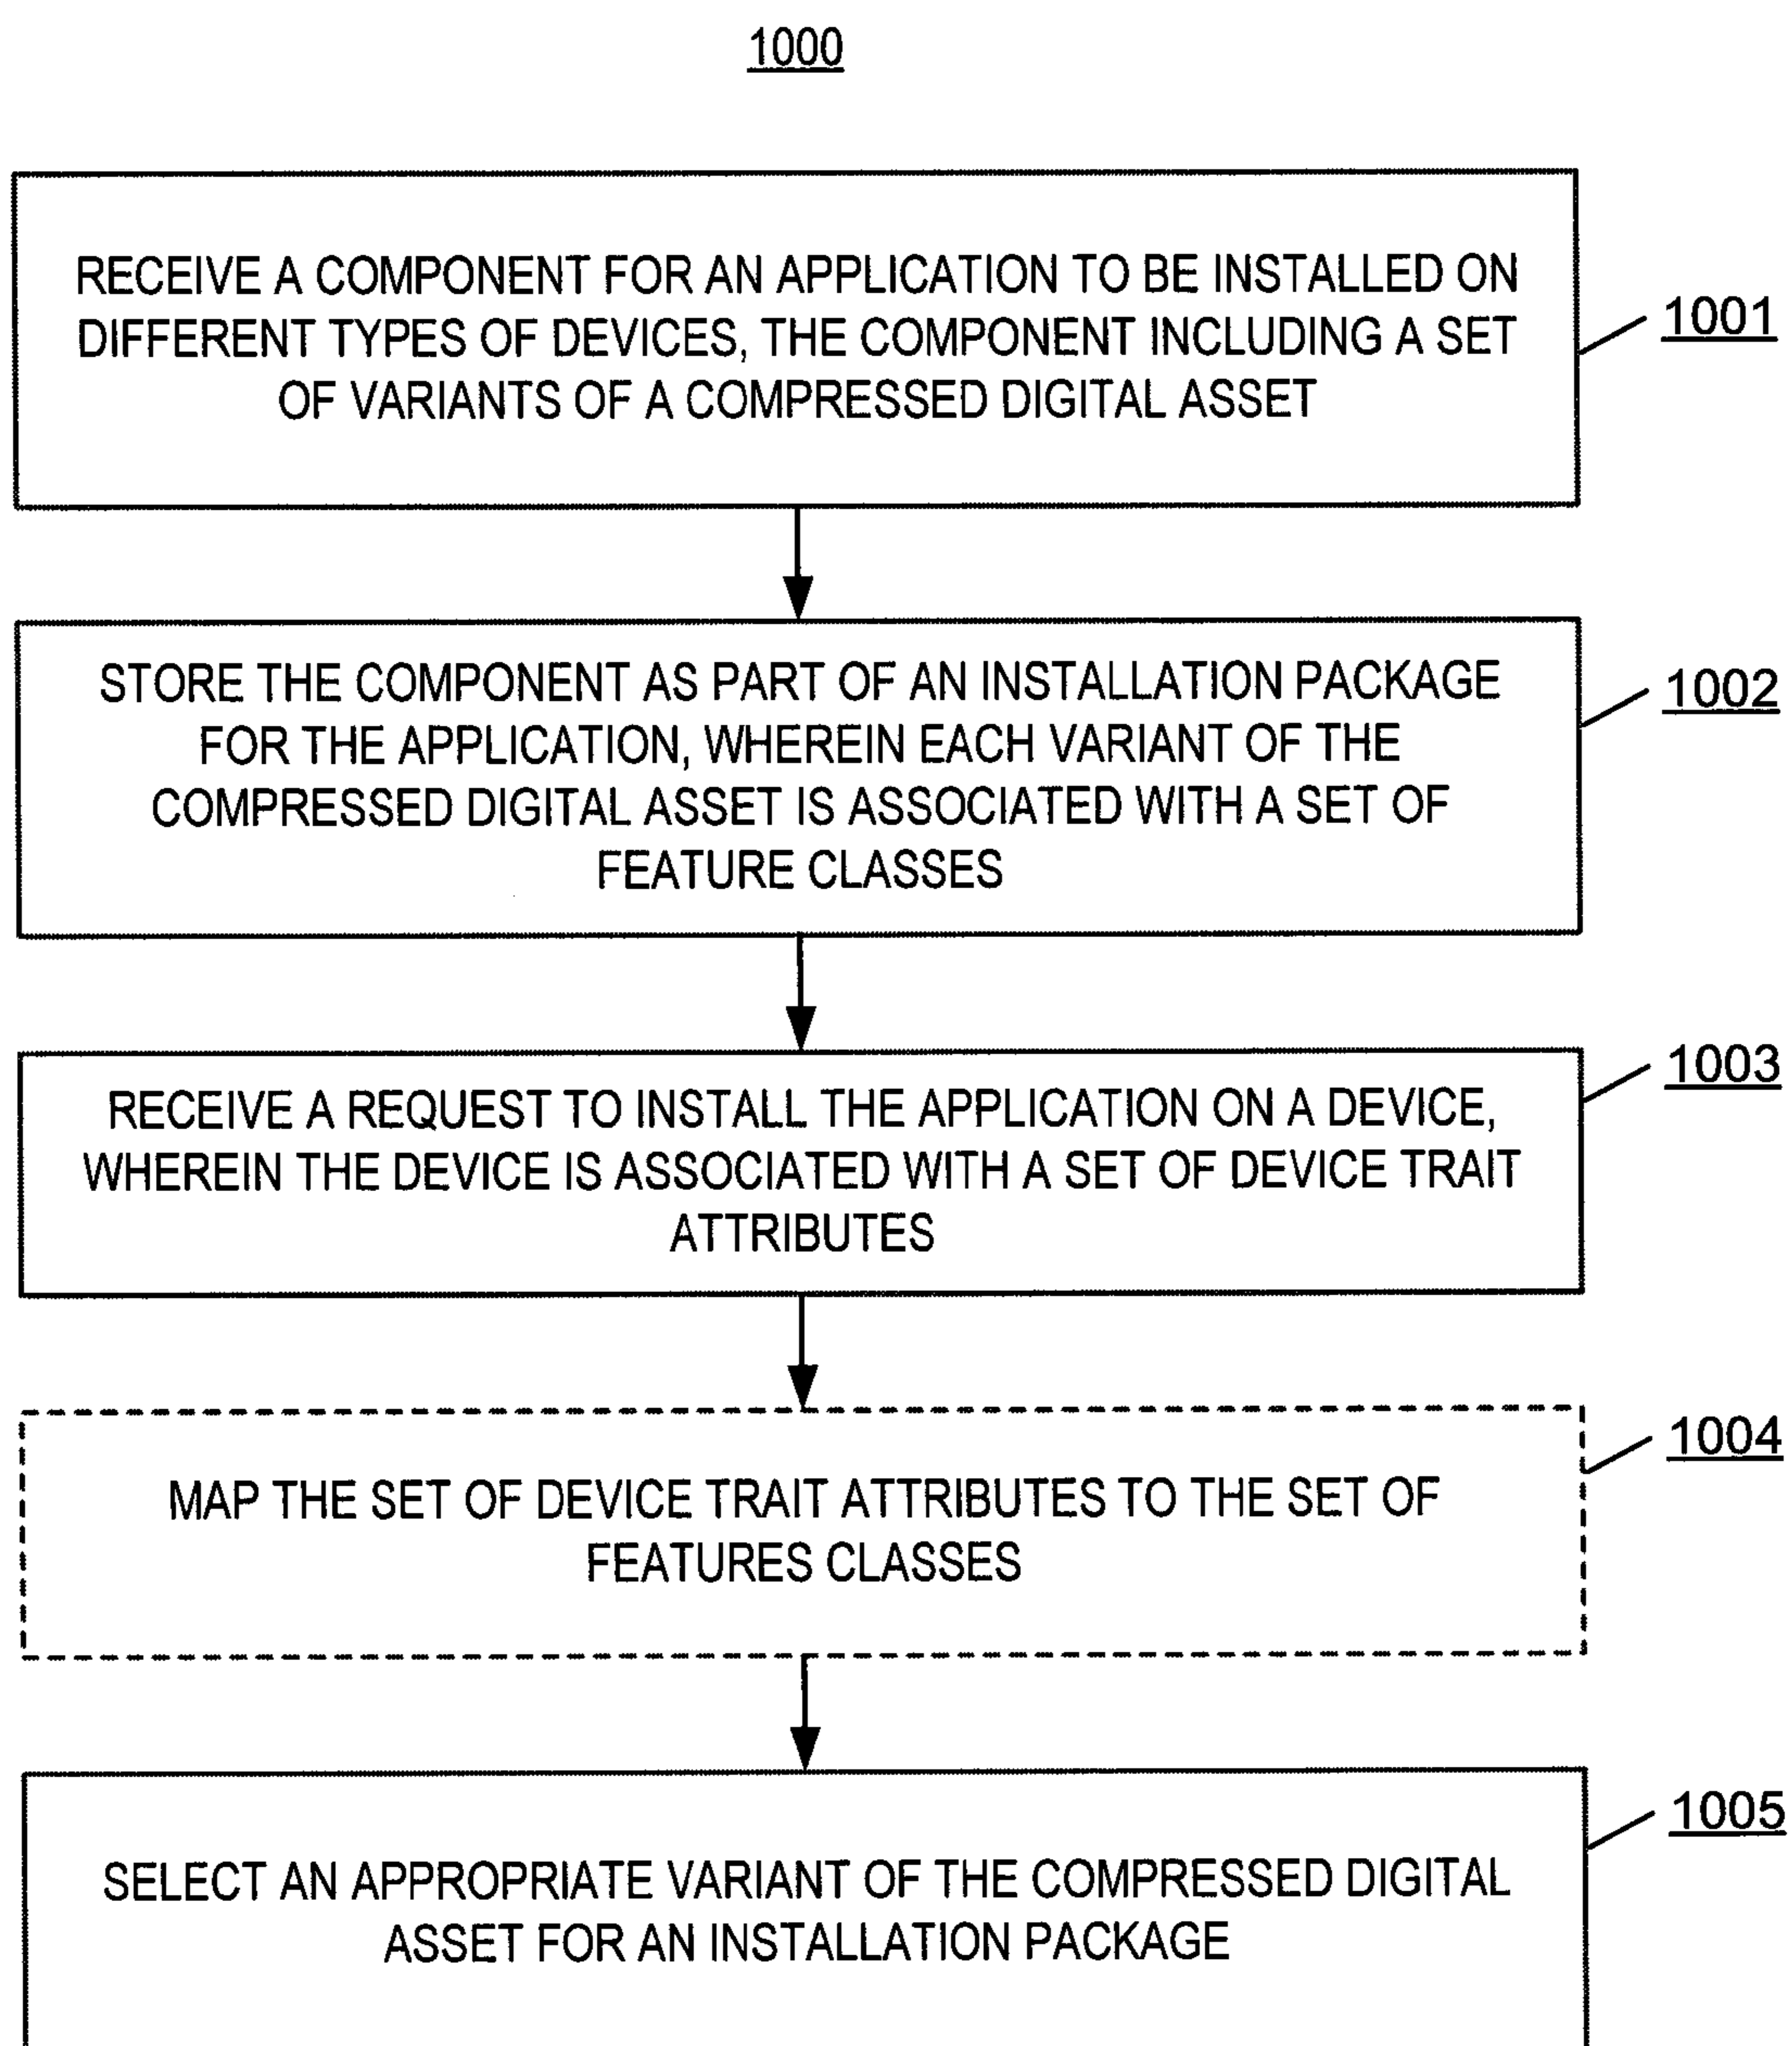 1000
RECEIVE A COMPONENT FOR AN APPLICATION TO BE INSTALLED ON
DIFFERENT TYPES OF DEVICES, THE COMPONENT INCLUDING A SET
OF VARIANTS OF A COMPRESSED DIGITAL ASSET
1001
STORE THE COMPONENT AS PART OF AN INSTALLATION PACKAGE
FOR THE APPLICATION, WHEREIN EACH VARIANT OF THE
COMPRESSED DIGITAL ASSET IS ASSOCIATED WITH A SET OF
FEATURE CLASSES
1002
RECEIVE A REQUEST TO INSTALL THE APPLICATION ON A DEVICE,
WHEREIN THE DEVICE IS ASSOCIATED WITH A SET OF DEVICE TRAIT
ATTRIBUTES
1003
MAP THE SET OF DEVICE TRAIT ATTRIBUTES TO THE SET OF
FEATURES CLASSES
1004
SELECT AN APPROPRIATE VARIANT OF THE COMPRESSED DIGITAL
ASSET FOR AN INSTALLATION PACKAGE
1005